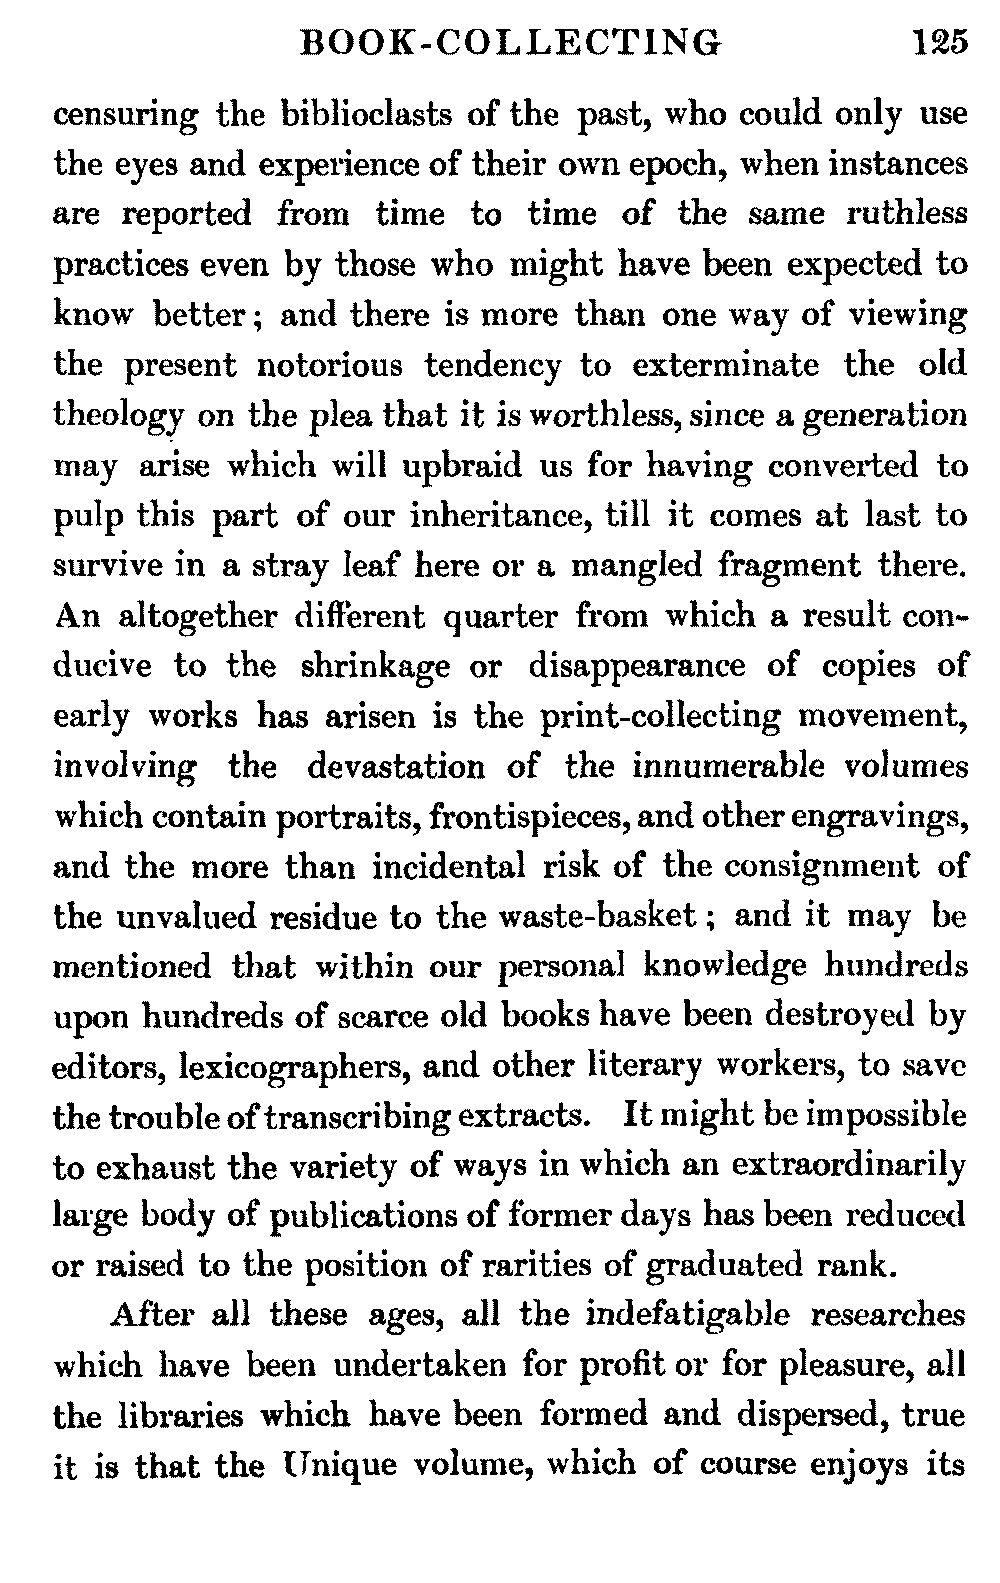 BOOK-COLLECTING 125
censuring the biblioclasts of the past, who could only use
the eyes and experience of their own epoch, when instances
are reported from time to time of the same ruthless
practices even by those who might have been expected to
know better; and there is more than one way of viewing
the present notorious tendency to exterminate the old
theology on the plea that it is worthless, since a generation
may arise which will upbraid us for having converted to
pulp this part of our inheritance, till it comes at last to
survive in a stray leaf here or a mangled fragment there.
An altogether different quarter from which a result con-
ducive to the shrinkage or disappearance of copies of
early works has arisen is the print-collecting movement,
involving the devastation of the innumerable volumes
which contain portraits, frontispieces, and other engravings,
and the more than incidental risk of the consignment of
the unvalued residue to the waste-basket; and it may be
mentioned that within our personal knowledge hundreds
upon hundreds of scarce old books have been destroyed by
editors, lexicographers, and other literary workers, to save
the trouble of transcribing extracts. It might be impossible
to exhaust the variety of ways in which an extraordinarily
large body of publications of former days has been reduced
or raised to the position of rarities of graduated rank.
After all these ages, all the indefatigable researches
which have been undertaken for profit or for pleasure, all
the libraries which have been formed and dispersed, true
it is that the Unique volume, which of course enjoys its